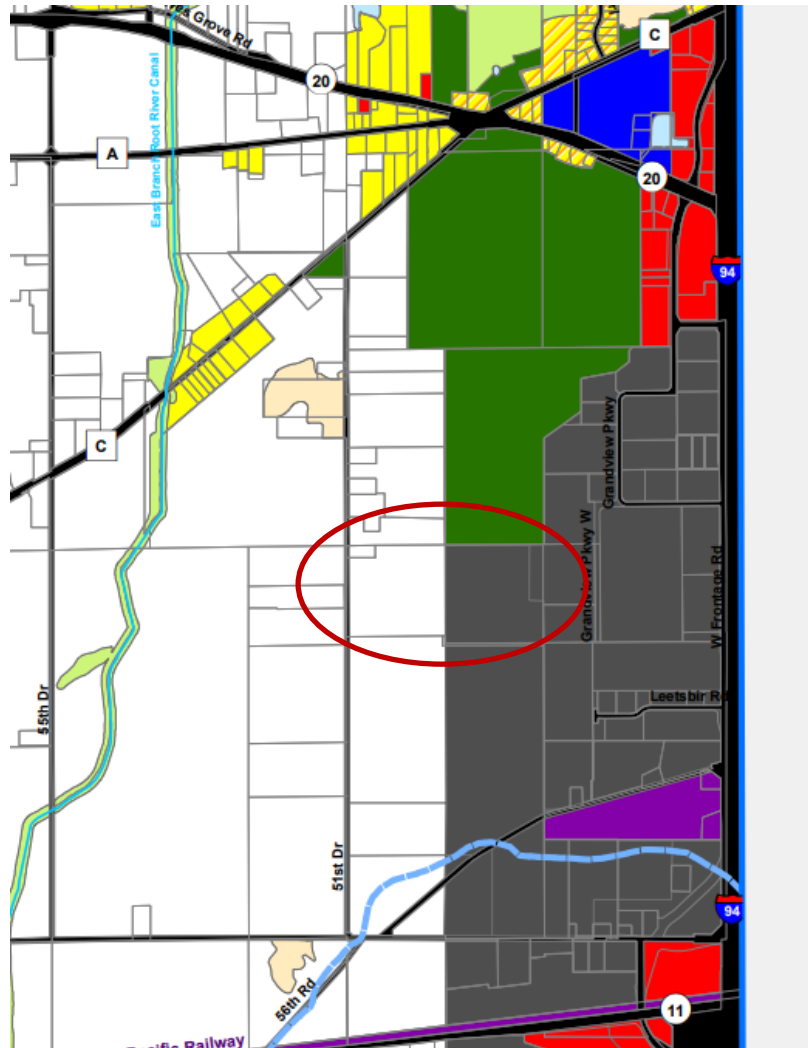 Grove Rd
C
20
A
East Branch Root River Canal
20
94
C
Grandview Pkwy
Grandview Pkwy W
W Frontage Rd
55th Dr
Leetsbir Rd
51st Dr
94
56th Rd
11
Pacific Railway